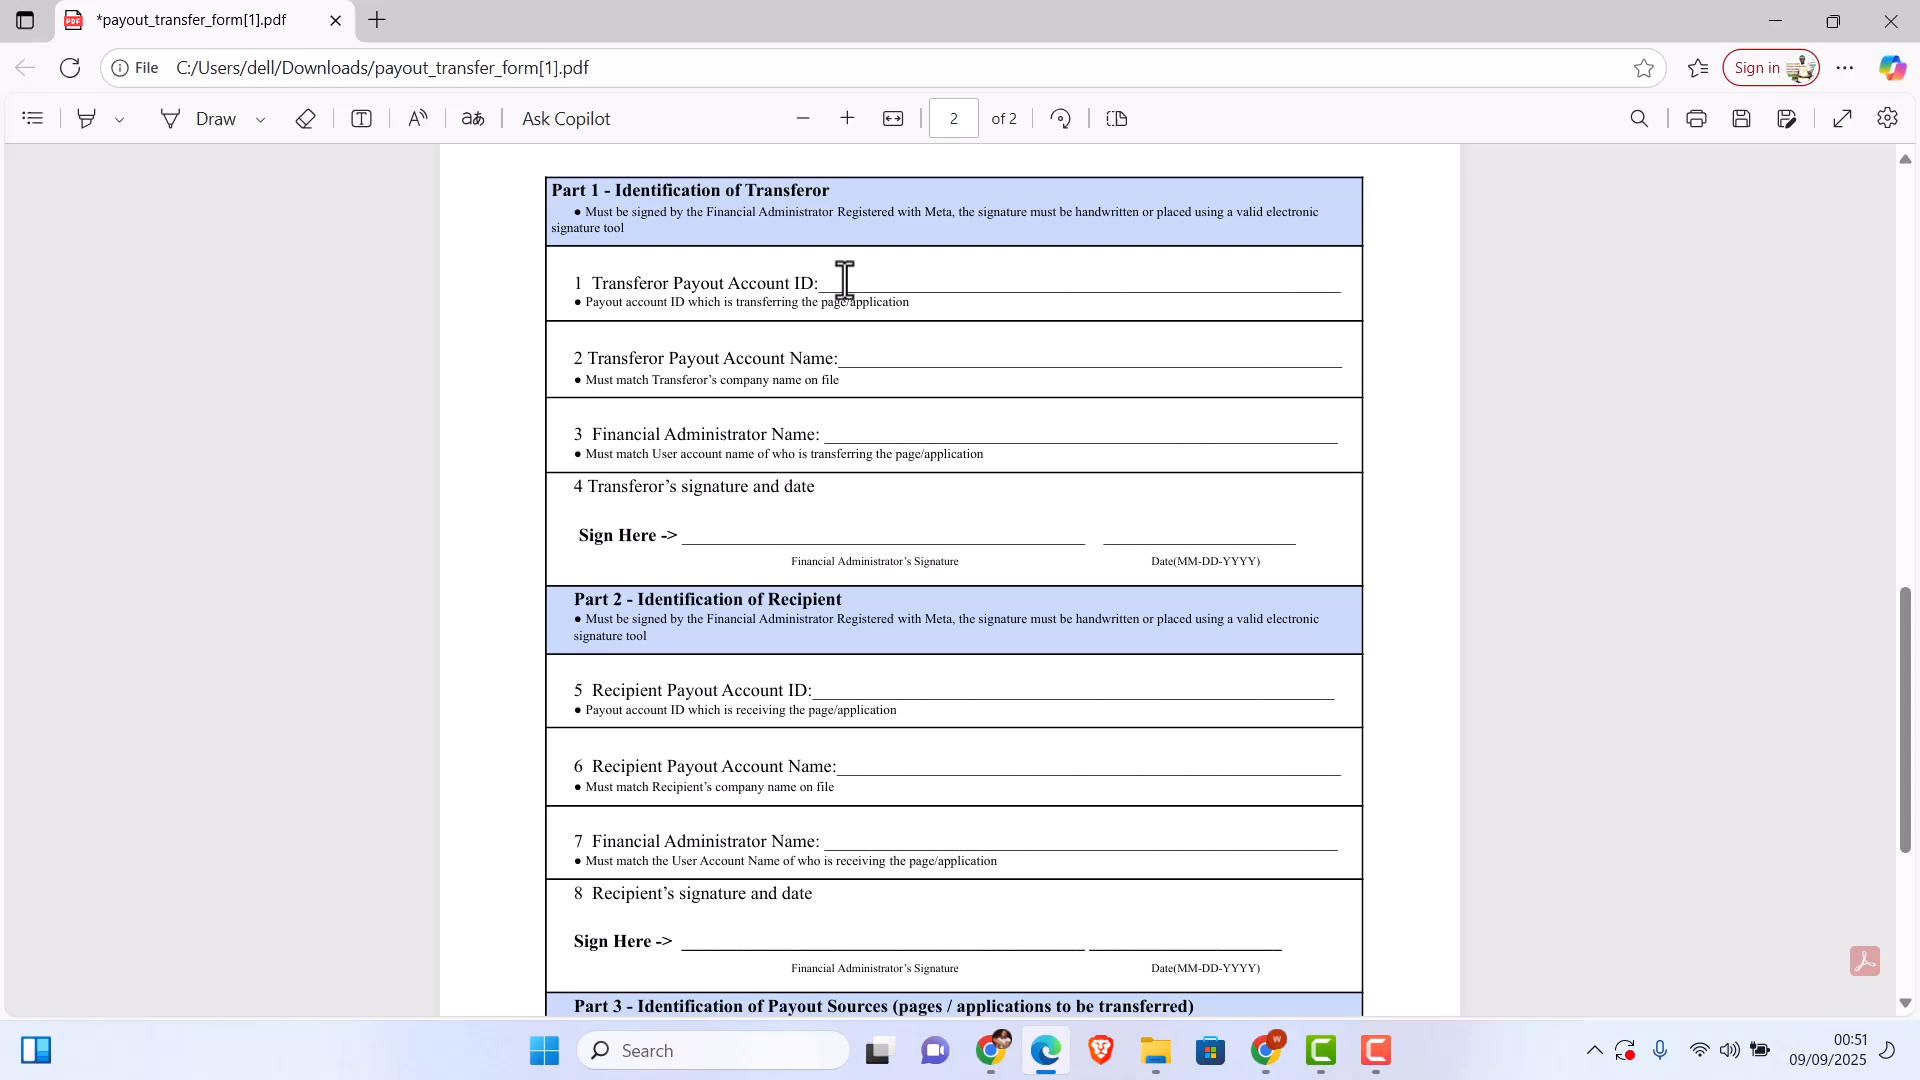 *payout_transfer_form[1].pdf
File C:/Users/dell/Downloads/payout_transfer_form[1].pdf
Sign in
Draw
Ask Copilot
2 of 2
Part 1 - Identification of Transferor
● Must be signed by the Financial Administrator Registered with Meta, the signature must be handwritten or placed using a valid electronic
signature tool
1 Transferor Payout Account ID:
● Payout account ID which is transferring the page/application
2 Transferor Payout Account Name:
● Must match Transferor's company name on file
3 Financial Administrator Name:
● Must match User account name of who is transferring the page/application
4 Transferor's signature and date
Sign Here ->
Financial Administrator's Signature Date(MM-DD-YYYY)
Part 2 - Identification of Recipient
● Must be signed by the Financial Administrator Registered with Meta, the signature must be handwritten or placed using a valid electronic
signature tool
5 Recipient Payout Account ID:
● Payout account ID which is receiving the page/application
6 Recipient Payout Account Name:
● Must match Recipient's company name on file
7 Financial Administrator Name:
● Must match the User Account Name of who is receiving the page/application
8 Recipient's signature and date
Sign Here ->
Financial Administrator's Signature Date(MM-DD-YYYY)
Part 3 - Identification of Payout Sources (pages / applications to be transferred)
Search
00:51
09/09/2025